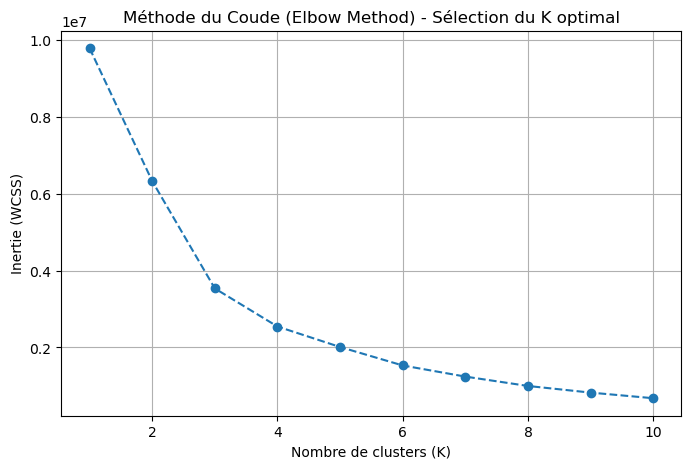 Méthode du Coude (Elbow Method) - Sélection du K optimal
1e7
1.0
0.8
0.6
0.4
0.2
Inertie (WCSS)
2 4 6 8 10
Nombre de clusters (K)